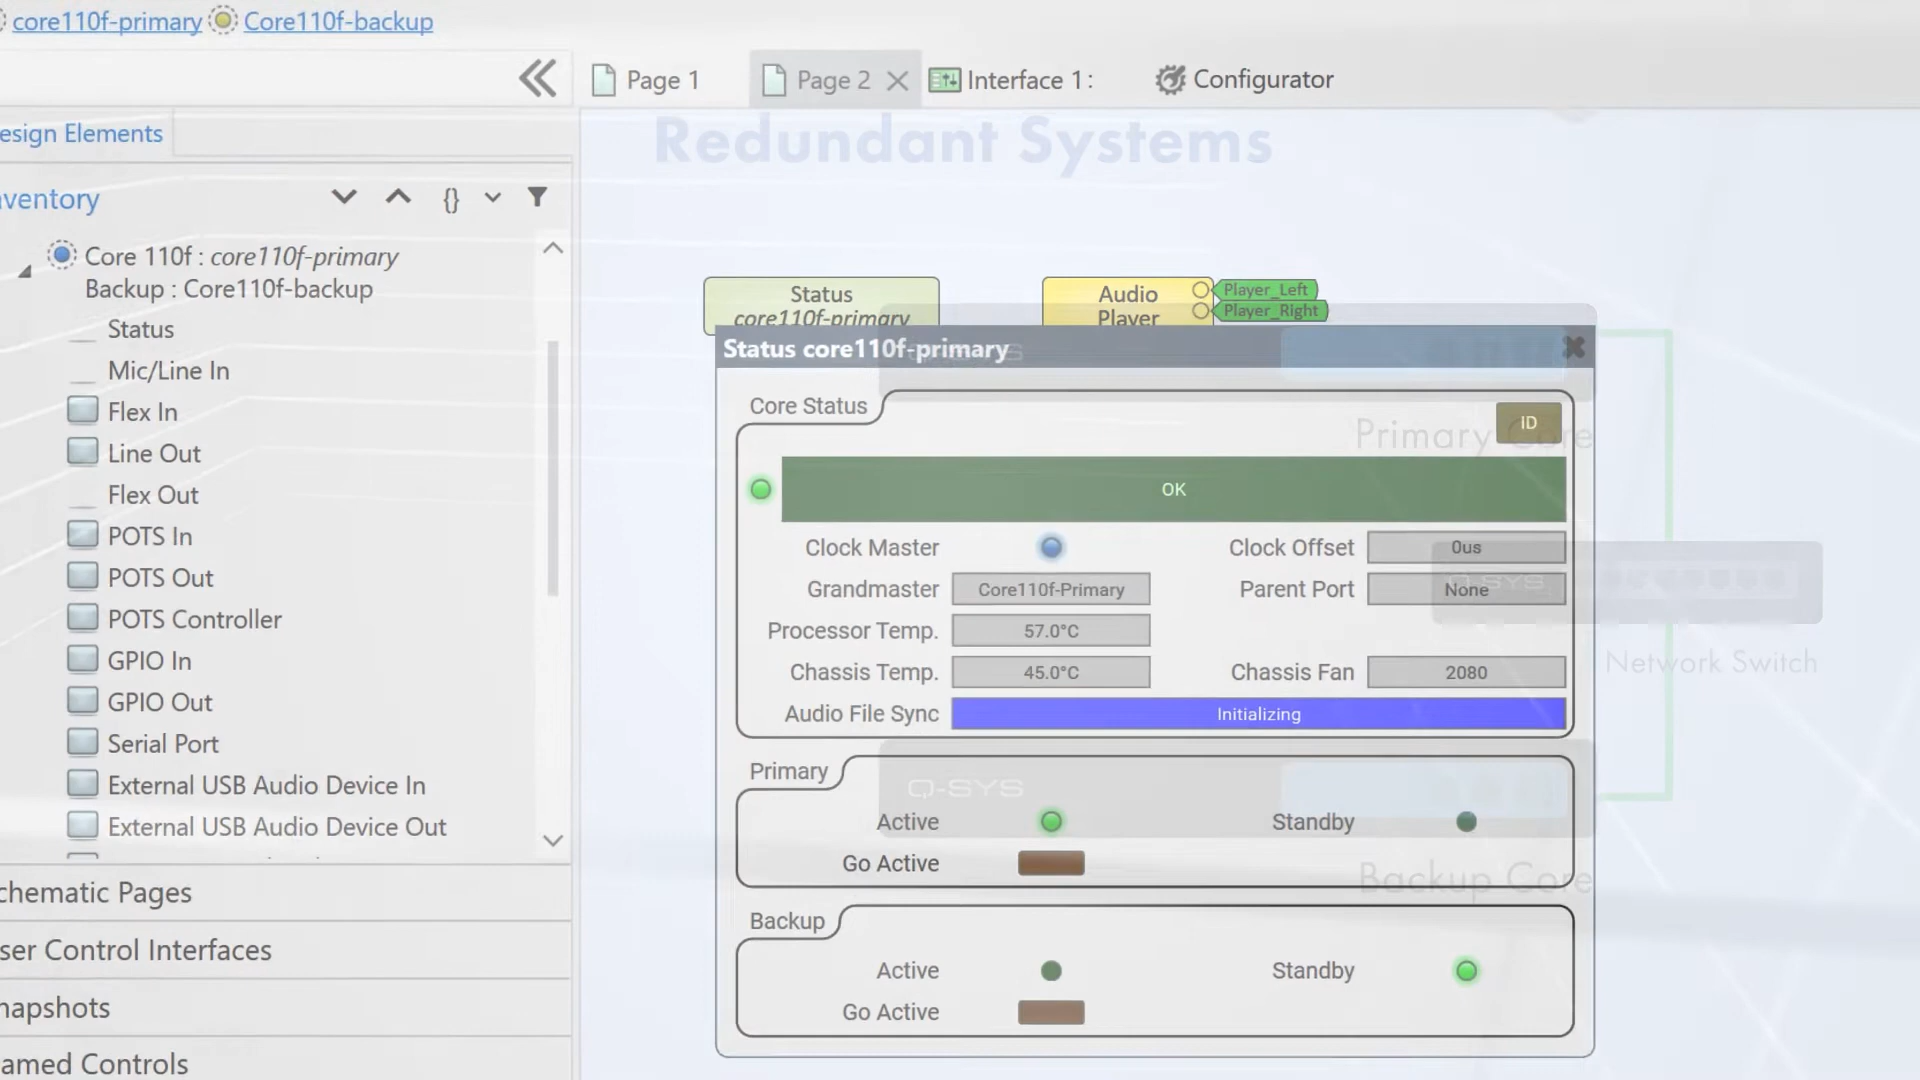 core110f-primary Core110f-backup
Page 1 Page 2 Interface 1: Configurator
esign Elements
Redundant Systems
ventory
Core 110f : core110f-primary
Backup : Core110f-backup
Status
Mic/Line In
Flex In
Line Out
Flex Out
POTS In
POTS Out
POTS Controller
GPIO In
GPIO Out
Serial Port
External USB Audio Device In
External USB Audio Device Out
chematic Pages
ser Control Interfaces
napshots
amed Controls
Status
core110f-primary
Audio
Player
Player_Left
Player_Right
Status core110f-primary
Core Status
ID
Primary Core
OK
Clock Master
Clock Offset 0us
Grandmaster Core110f-Primary
Parent Port None
Q-SYS
Processor Temp. 57.0°C
Chassis Temp. 45.0°C
Chassis Fan 2080
Network Switch
Audio File Sync Initializing
Primary
Q-SYS
Active Standby
Go Active
Backup Core
Backup
Active Standby
Go Active